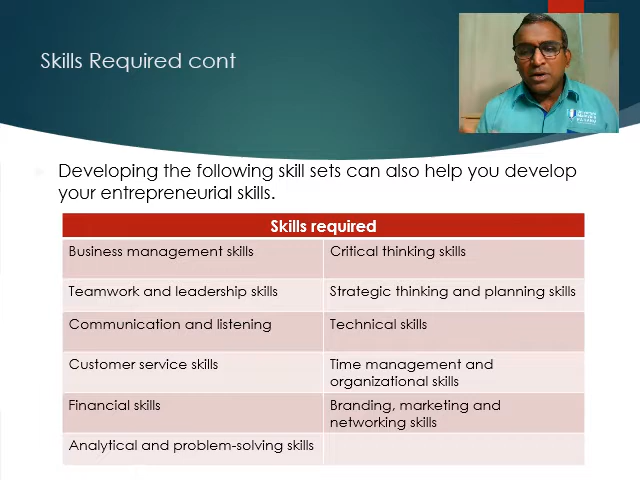 Skills Required cont
Developing the following skill sets can also help you develop
your entrepreneurial skills.
Skills required
Business management skills
Critical thinking skills
Teamwork and leadership skills
Strategic thinking and planning skills
Communication and listening
Technical skills
Customer service skills
Time management and
organizational skills
Financial skills
Branding, marketing and
networking skills
Analytical and problem-solving skills